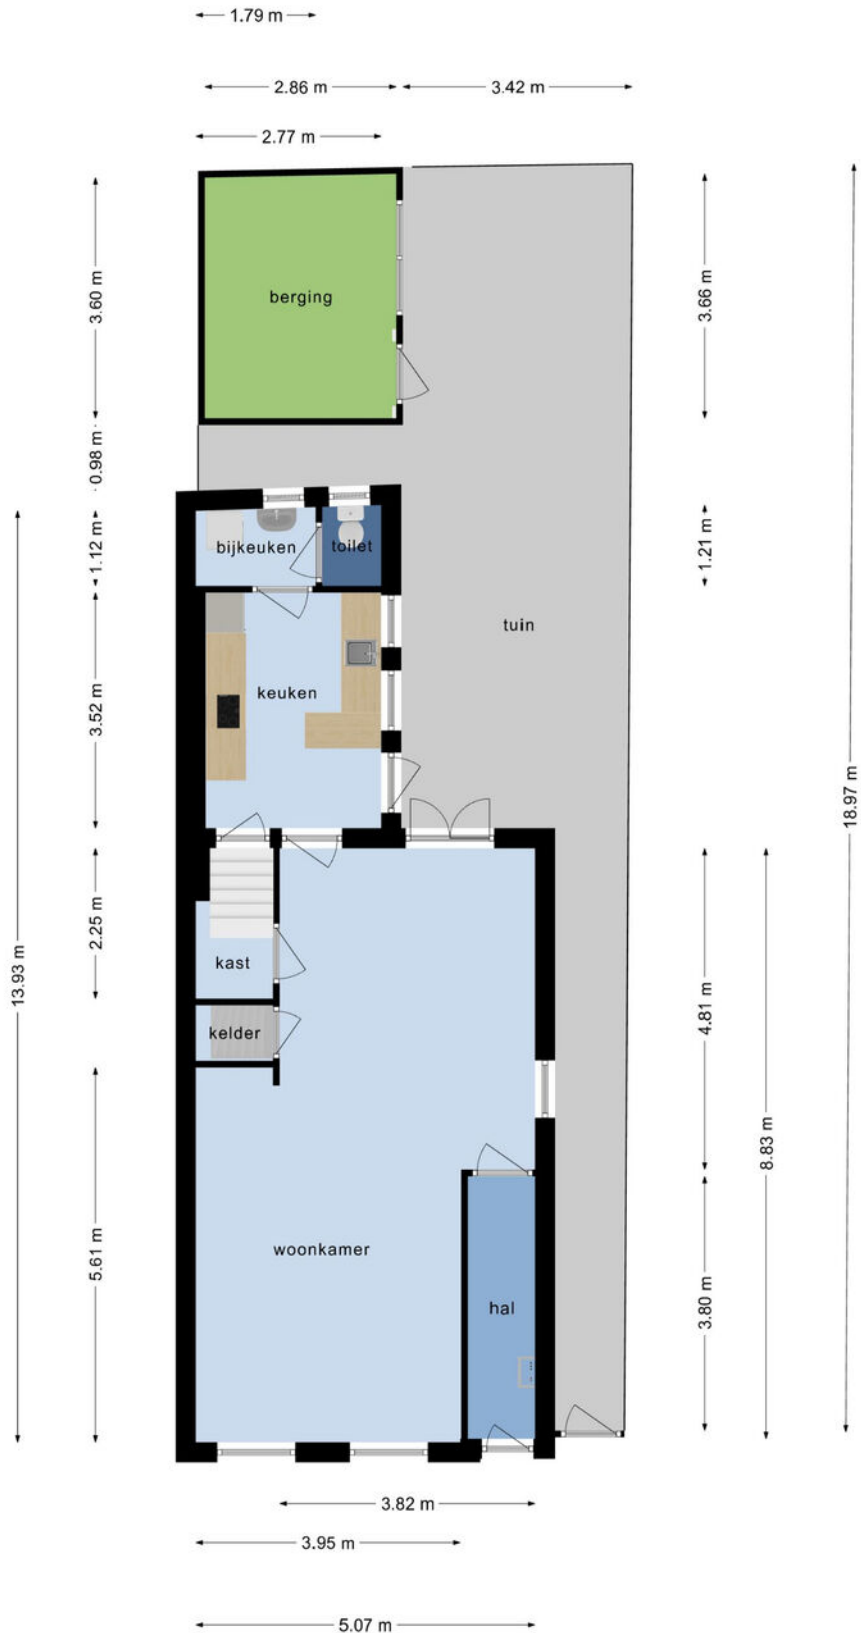 1.79 m
2.86 m
3.42 m
2.77 m
3.60 m
berging
3.66 m
0.98 m
1.12 m
bijkeuken
toilet
1.21 m
tuin
keuken
3.52 m
18.97 m
2.25 m
kast
13.93 m
4.81 m
kelder
8.83 m
5.61 m
woonkamer
hal
3.80 m
3.82 m
3.95 m
5.07 m